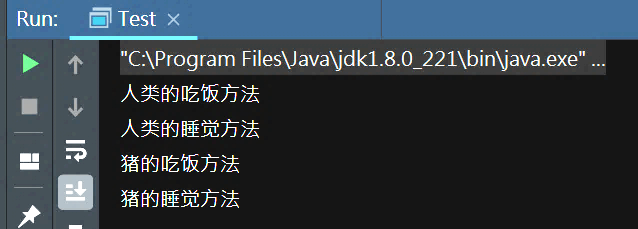 Run: Test ×
"C:\Program Files\Java\jdk1.8.0_221\bin\java.exe" ...
人类的吃饭方法
人类的睡觉方法
猪的吃饭方法
猪的睡觉方法